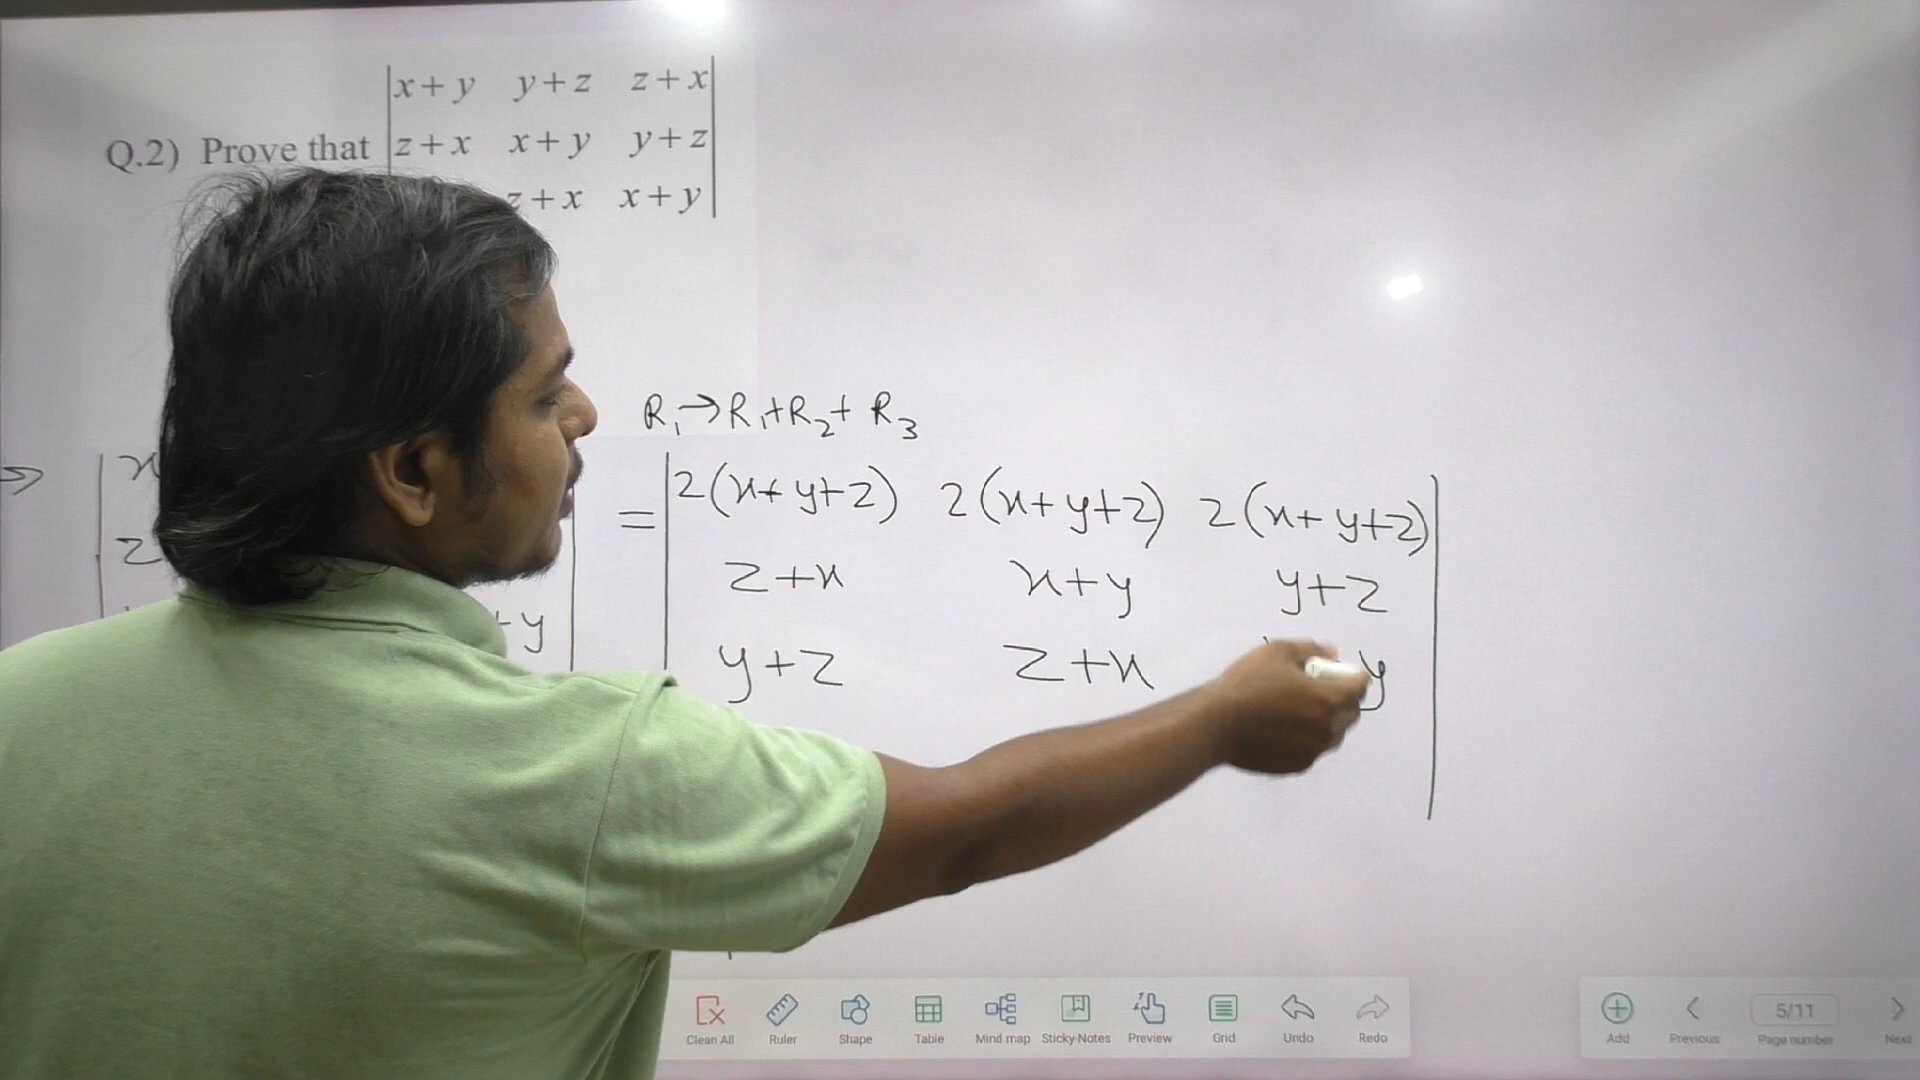 x+y y+z z+x
Q.2) Prove that z+x x+y y+z
z+x x+y
R₁→R₁+R₂+R₃
= 2(x+y+z) 2(x+y+z) 2(x+y+z)
z+x x+y y+z
y+z z+x y
z
+y
Clean All Ruler Shape Table Mind map Sticky-Notes Preview Grid Undo Redo
5/11
Add Previous Page number Next